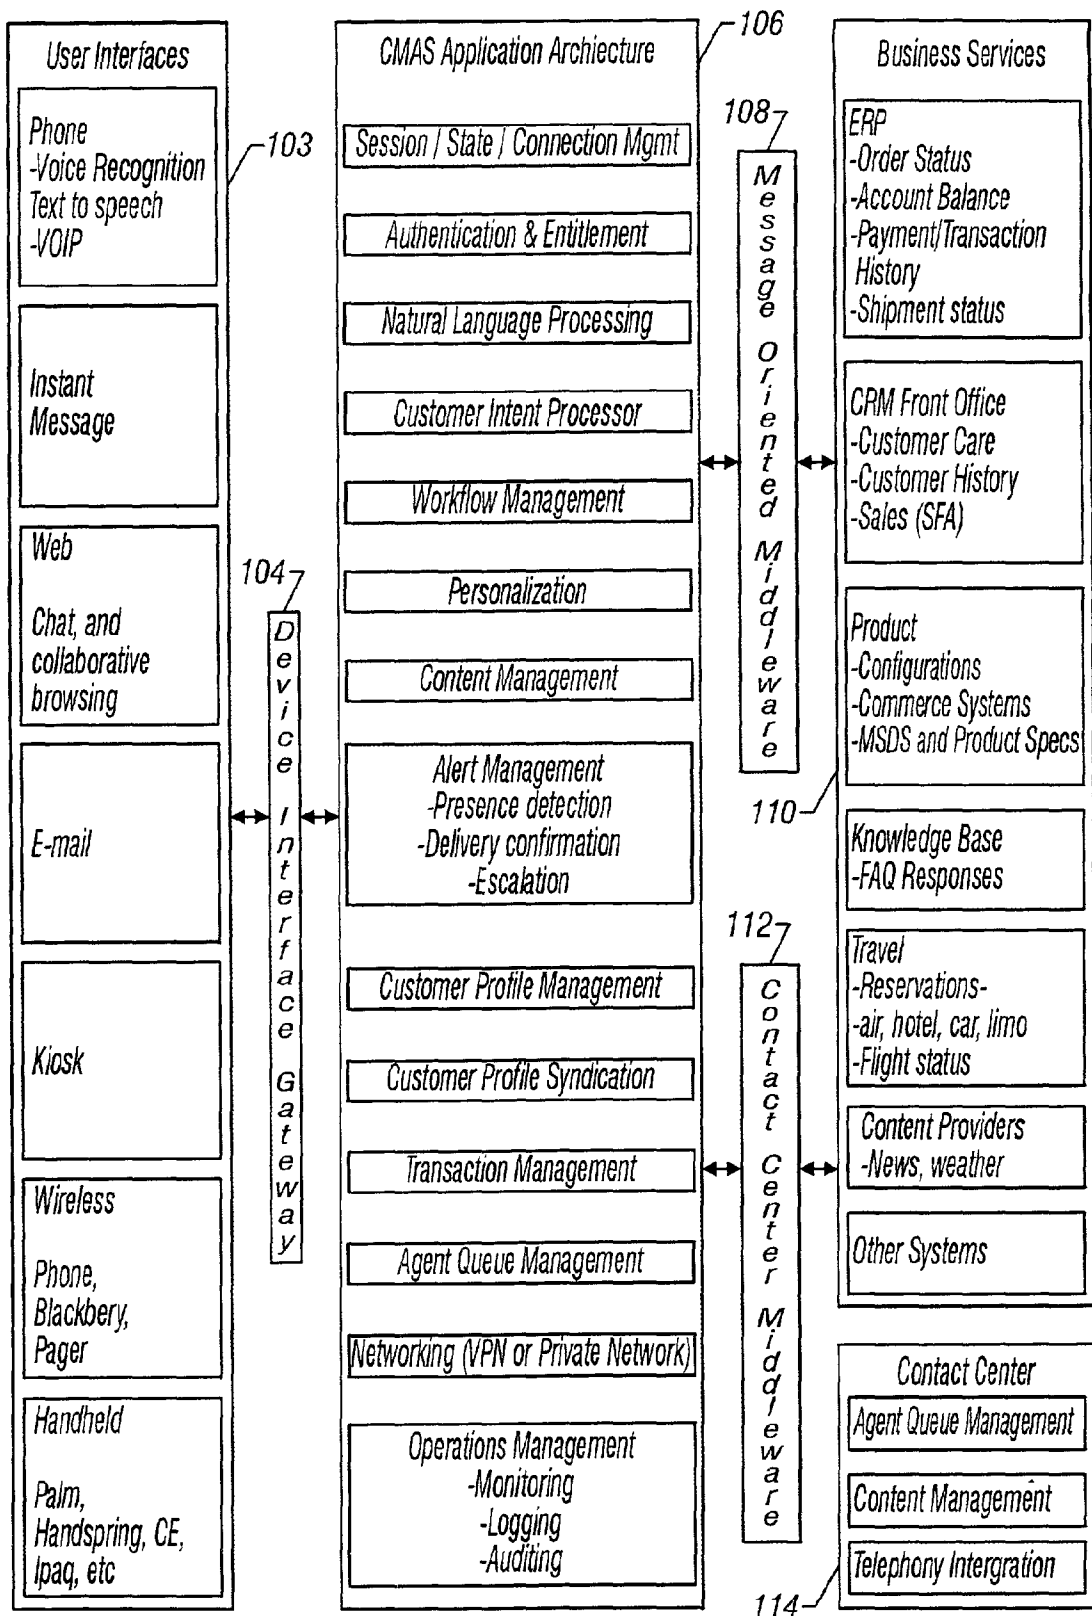 User Interfaces
Phone
-Voice Recognition
Text to speech
-VOIP
Instant
Message
Web
Chat, and
collaborative
browsing
E-mail
Kiosk
Wireless
Phone,
Blackbery,
Pager
Handheld
Palm,
Handspring, CE,
Ipaq, etc
103
104
Device Interface Gateway
CMAS Application Archiecture
106
Session / State / Connection Mgmt
Authentication & Entitlement
Natural Language Processing
Customer Intent Processor
Workflow Management
Personalization
Content Management
Alert Management
-Presence detection
-Delivery confirmation
-Escalation
Customer Profile Management
Customer Profile Syndication
Transaction Management
Agent Queue Management
Networking (VPN or Private Network)
Operations Management
-Monitoring
-Logging
-Auditing
108
Message Oriented Middleware
112
Contact Center Middleware
Business Services
ERP
-Order Status
-Account Balance
-Payment/Transaction
History
-Shipment status
CRM Front Office
-Customer Care
-Customer History
-Sales (SFA)
Product
-Configurations
-Commerce Systems
-MSDS and Product Specs
110
Knowledge Base
-FAQ Responses
Travel
-Reservations-
-air, hotel, car, limo
-Flight status
Content Providers
-News, weather
Other Systems
Contact Center
Agent Queue Management
Content Management
Telephony Intergration
114